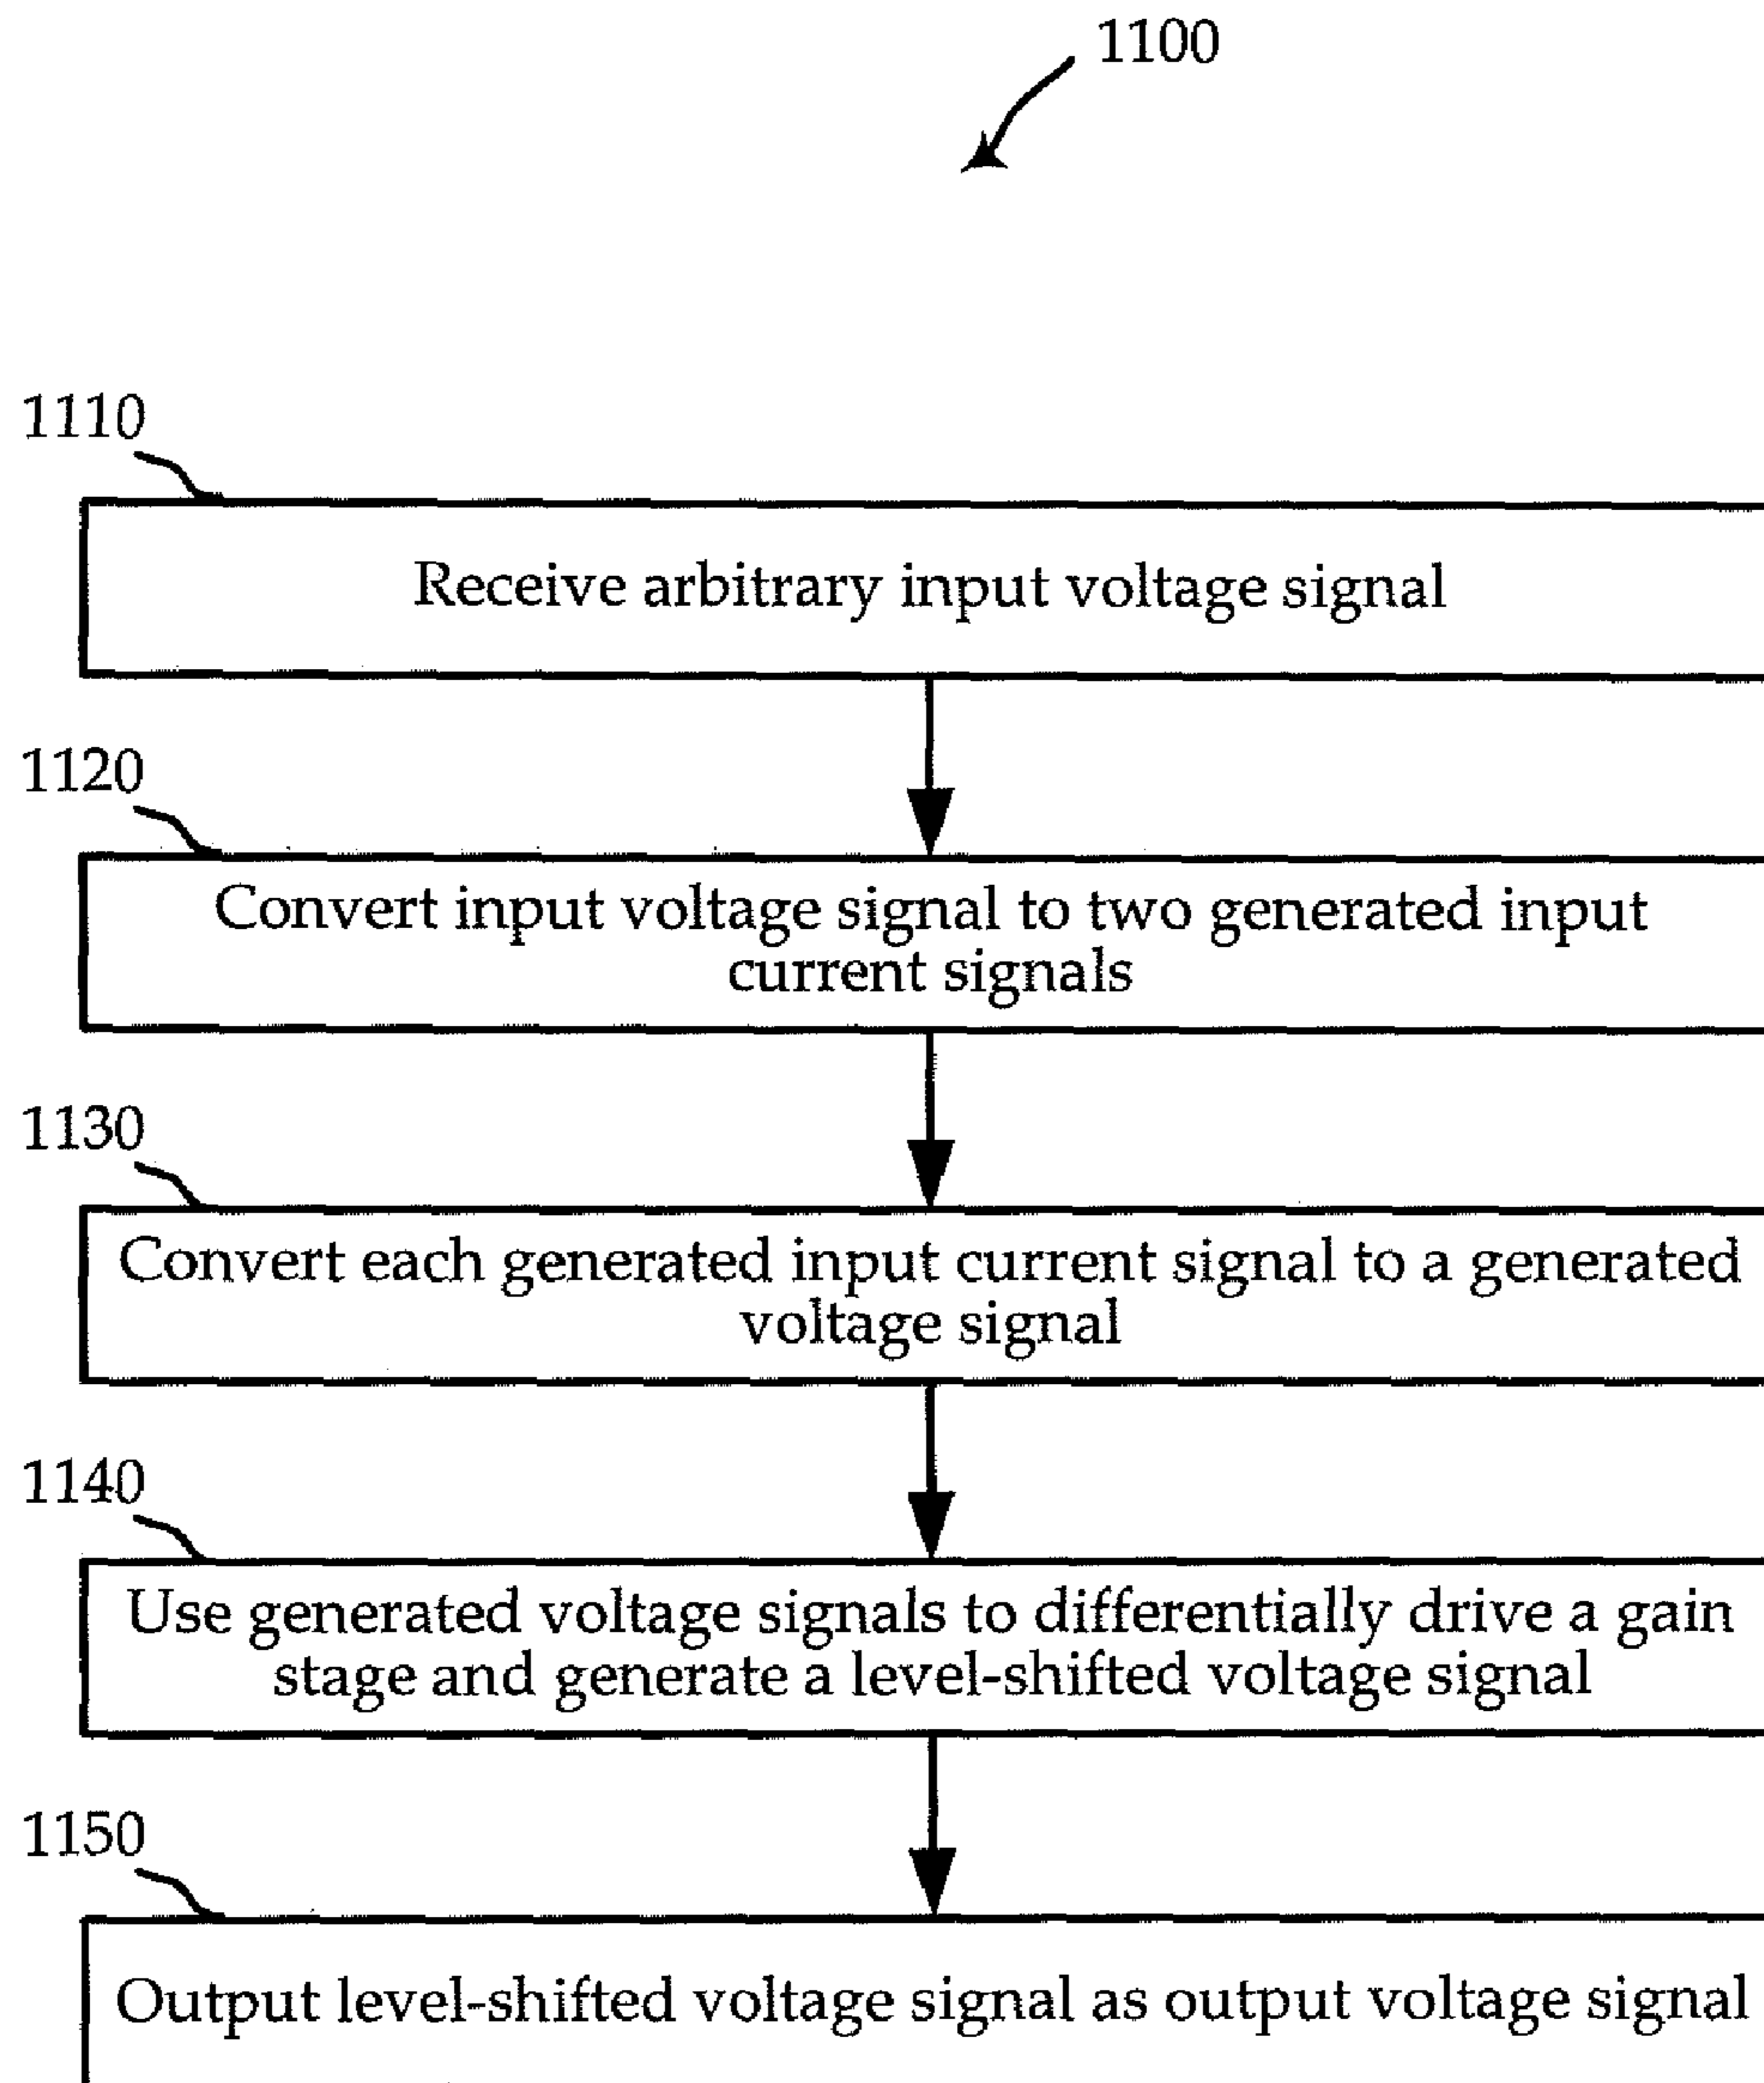 1100
1110
Receive arbitrary input voltage signal
1120
Convert input voltage signal to two generated input
current signals
1130
Convert each generated input current signal to a generated
voltage signal
1140
Use generated voltage signals to differentially drive a gain
stage and generate a level-shifted voltage signal
1150
Output level-shifted voltage signal as output voltage signal